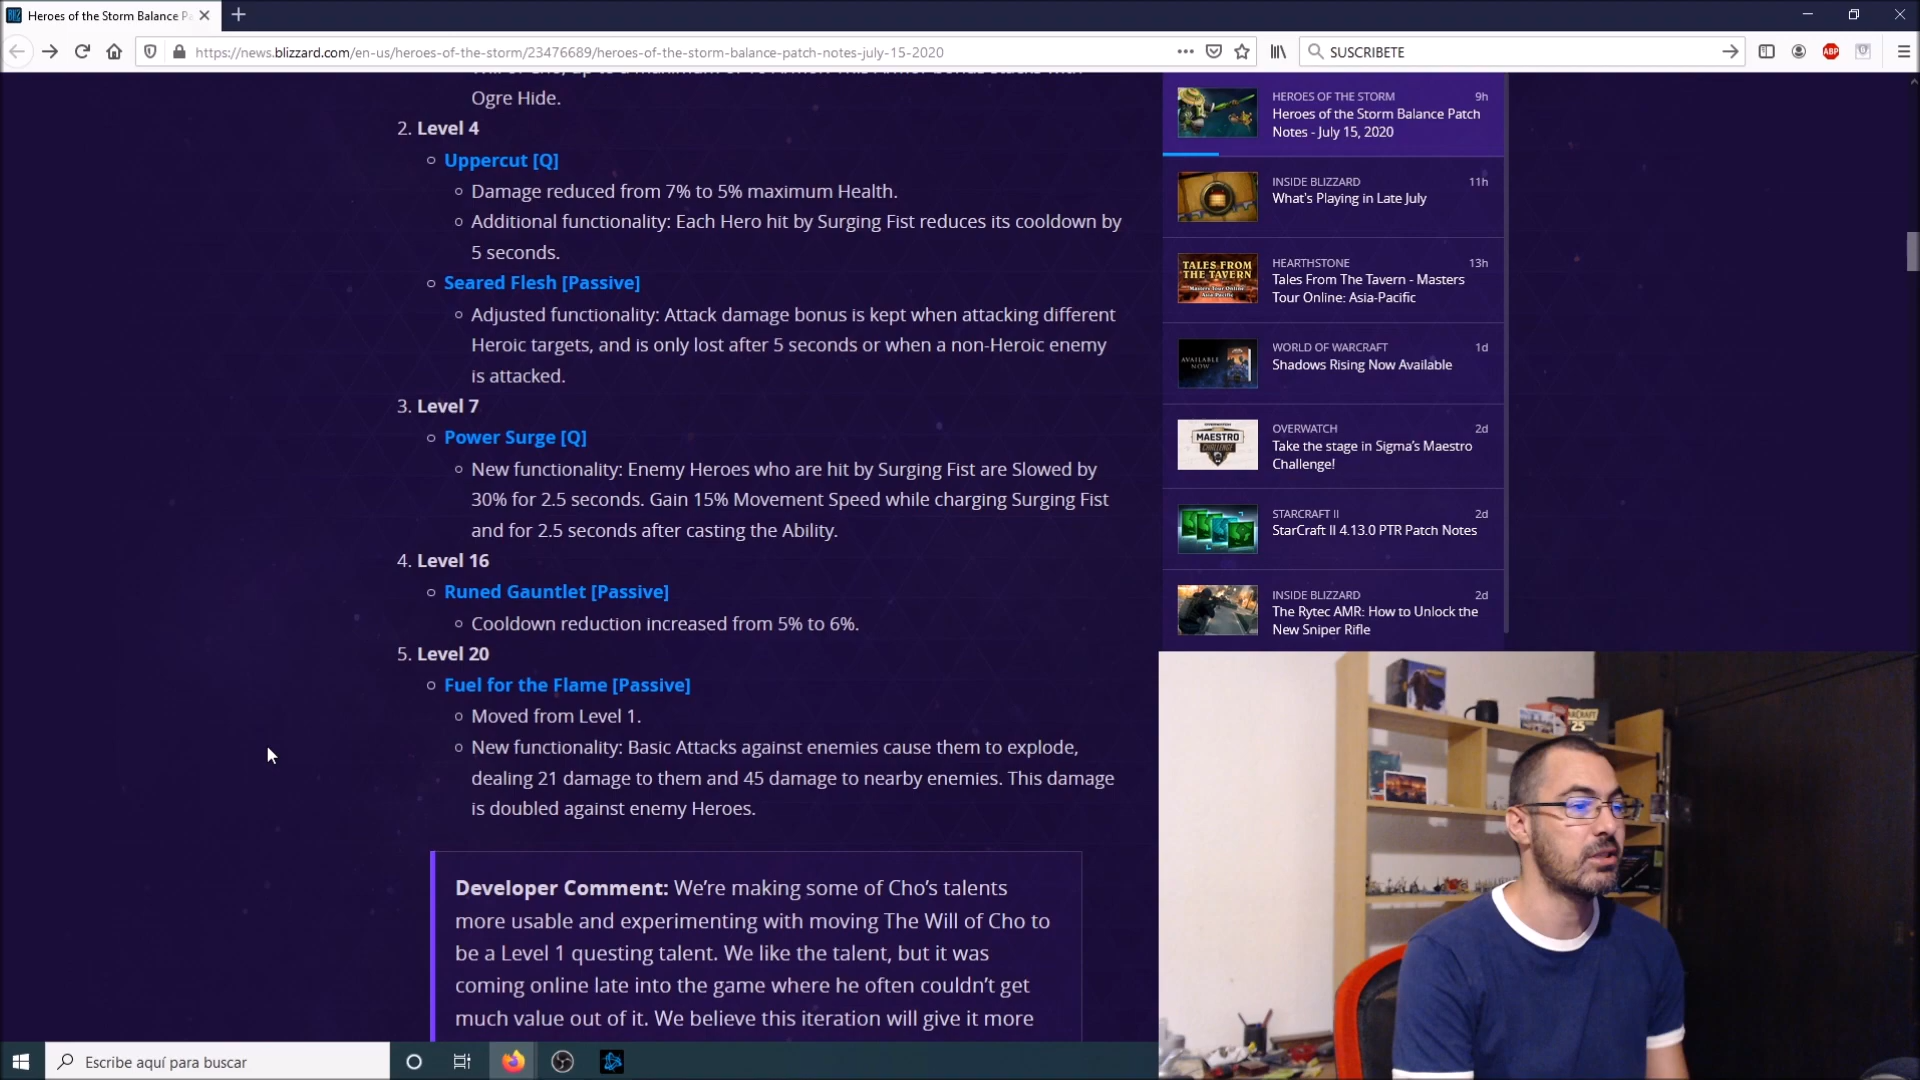 Heroes of the Storm Balance Pa
https://news.blizzard.com/en-us/heroes-of-the-storm/23476689/heroes-of-the-storm-balance-patch-notes-july-15-2020
SUSCRIBETE
ABP
Ogre Hide.
2. Level 4
Uppercut [Q]
Damage reduced from 7% to 5% maximum Health.
Additional functionality: Each Hero hit by Surging Fist reduces its cooldown by
5 seconds.
Seared Flesh [Passive]
Adjusted functionality: Attack damage bonus is kept when attacking different
Heroic targets, and is only lost after 5 seconds or when a non-Heroic enemy
is attacked.
3. Level 7
Power Surge [Q]
New functionality: Enemy Heroes who are hit by Surging Fist are Slowed by
30% for 2.5 seconds. Gain 15% Movement Speed while charging Surging Fist
and for 2.5 seconds after casting the Ability.
4. Level 16
Runed Gauntlet [Passive]
Cooldown reduction increased from 5% to 6%.
5. Level 20
Fuel for the Flame [Passive]
Moved from Level 1.
New functionality: Basic Attacks against enemies cause them to explode,
dealing 21 damage to them and 45 damage to nearby enemies. This damage
is doubled against enemy Heroes.
Developer Comment: We’re making some of Cho’s talents
more usable and experimenting with moving The Will of Cho to
be a Level 1 questing talent. We like the talent, but it was
coming online late into the game where he often couldn’t get
much value out of it. We believe this iteration will give it more
HEROES OF THE STORM 9h
Heroes of the Storm Balance Patch
Notes - July 15, 2020
INSIDE BLIZZARD 11h
What's Playing in Late July
TALES FROM
THE TAVERN
Masters Tour Online:
Asia-Pacific
HEARTHSTONE 13h
Tales From The Tavern - Masters
Tour Online: Asia-Pacific
AVAILABLE
NOW
WORLD OF WARCRAFT 1d
Shadows Rising Now Available
MAESTRO
CHALLENGE
OVERWATCH 2d
Take the stage in Sigma’s Maestro
Challenge!
STARCRAFT II 2d
StarCraft II 4.13.0 PTR Patch Notes
INSIDE BLIZZARD 2d
The Rytec AMR: How to Unlock the
New Sniper Rifle
Escribe aquí para buscar